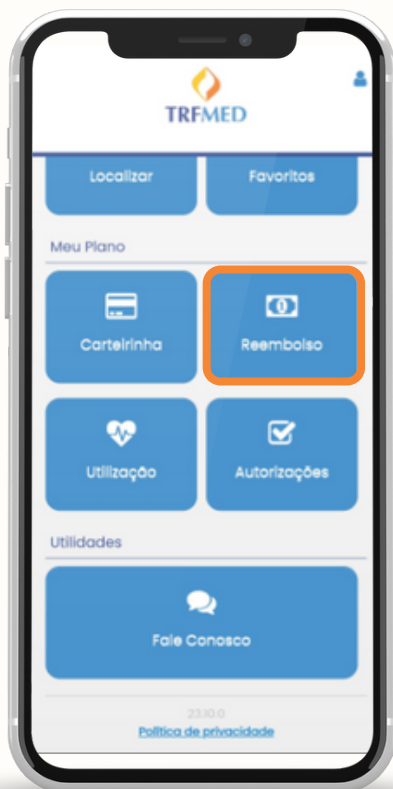 TRFMED
Localizar
Favoritos
Meu Plano
Carteirinha
Reembolso
Utilização
Autorizações
Utilidades
Fale Conosco
23.10.0
Política de privacidade